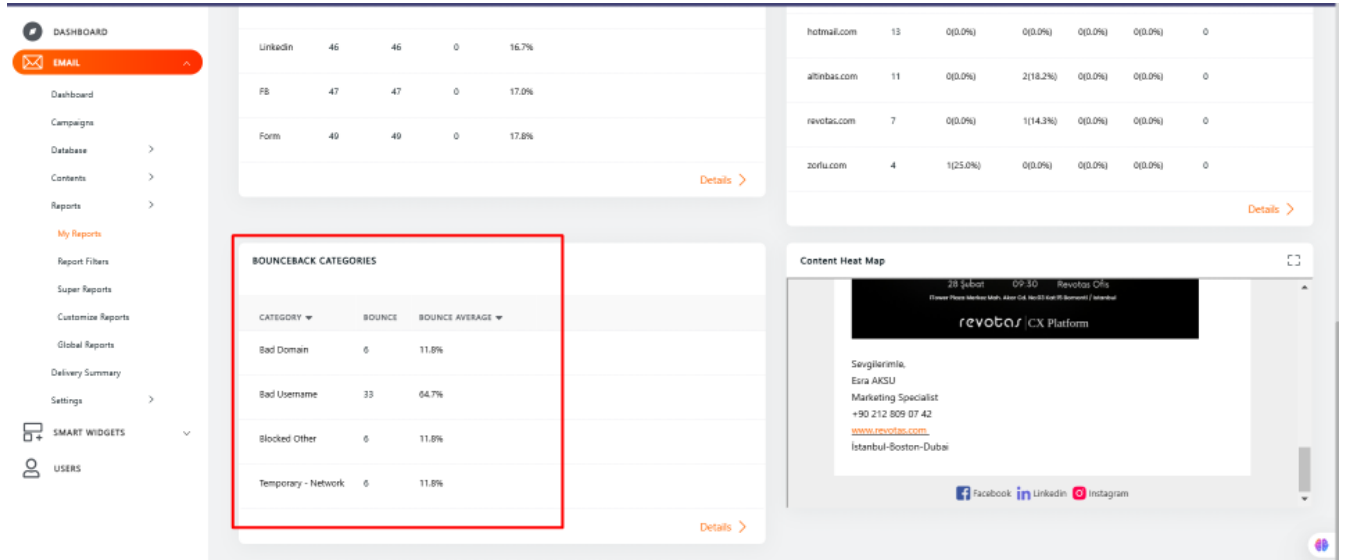 DASHBOARD
EMAIL
Dashboard
Campaigns
Database
Contents
Reports
My Reports
Report Filters
Super Reports
Customize Reports
Global Reports
Delivery Summary
Settings
SMART WIDGETS
USERS
Linkedin 46 46 0 16.7%
FB 47 47 0 17.0%
Form 49 49 0 17.8%
Details
hotmail.com 13 0(0.0%) 0(0.0%) 0(0.0%) 0(0.0%) 0
altinbas.com 11 0(0.0%) 2(18.2%) 0(0.0%) 0(0.0%) 0
revotas.com 7 0(0.0%) 1(14.3%) 0(0.0%) 0(0.0%) 0
zorlu.com 4 1(25.0%) 0(0.0%) 0(0.0%) 0(0.0%) 0
Details
BOUNCEBACK CATEGORIES
CATEGORY BOUNCE BOUNCE AVERAGE
Bad Domain 6 11.8%
Bad Username 33 64.7%
Blocked Other 6 11.8%
Temporary - Network 6 11.8%
Details
Content Heat Map
28 Şubat 09:30 Revotas Ofis
revotas CX Platform
Sevgilerimle,
Esra AKSU
Marketing Specialist
+90 212 809 07 42
www.revotas.com
İstanbul-Boston-Dubai
Facebook Linkedin Instagram